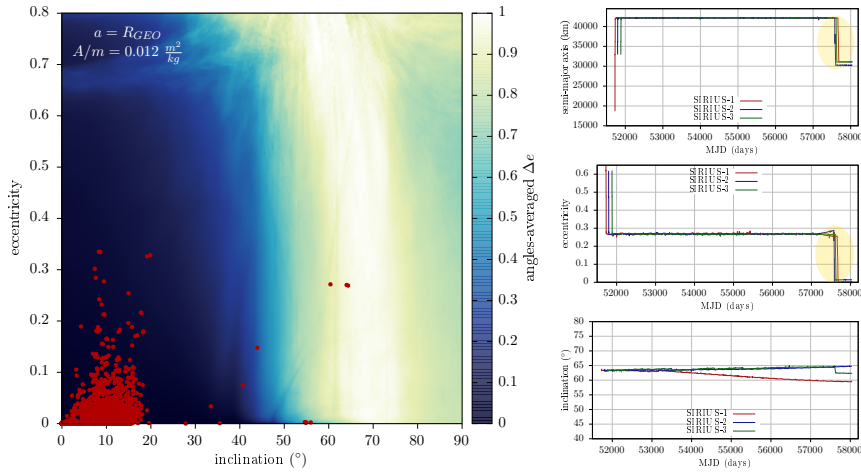 a = R_GEO
A/m = 0.012 m²/kg
eccentricity
0.8
0.7
0.6
0.5
0.4
0.3
0.2
0.1
0
0 10 20 30 40 50 60 70 80 90
inclination (°)
1
0.9
0.8
0.7
0.6
0.5
0.4
0.3
0.2
0.1
0
angles-averaged Δe
semi-major axis (km)
40000
35000
30000
25000
20000
15000
SIRIUS-1
SIRIUS-2
SIRIUS-3
52000 53000 54000 55000 56000 57000 58000
MJD (days)
eccentricity
0.6
0.5
0.4
0.3
0.2
0.1
0
SIRIUS-1
SIRIUS-2
SIRIUS-3
52000 53000 54000 55000 56000 57000 58000
MJD (days)
inclination (°)
80
75
70
65
60
55
50
45
40
SIRIUS-1
SIRIUS-2
SIRIUS-3
52000 53000 54000 55000 56000 57000 58000
MJD (days)